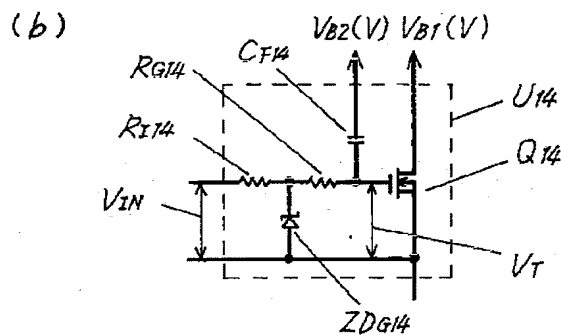 (b)
VB2(V) VB1(V)
CF14
RG14
U14
RI14
Q14
VIN
VT
ZDG14